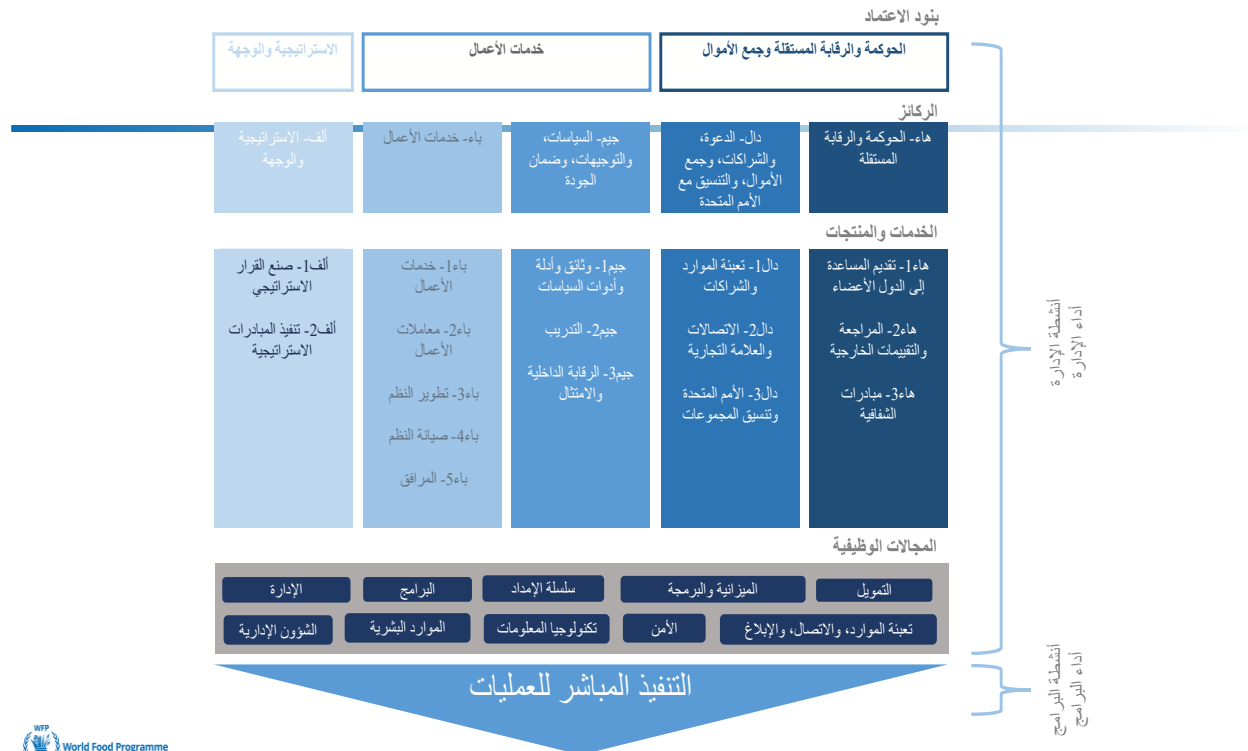 بنود الاعتماد
الحوكمة والرقابة المستقلة وجمع الأموال
خدمات الأعمال
الاستراتيجية والوجهة
الركائز
هاء- الحوكمة والرقابة
المستقلة
دال- الدعوة،
والشراكات، وجمع
الأموال، والتنسيق مع
الأمم المتحدة
جيم- السياسات،
والتوجيهات، وضمان
الجودة
باء- خدمات الأعمال
ألف- الاستراتيجية
والوجهة
الخدمات والمنتجات
هاء1- تقديم المساعدة
إلى الدول الأعضاء
هاء2- المراجعة
والتقييمات الخارجية
هاء3- مبادرات
الشفافية
دال1- تعبئة الموارد
والشراكات
دال2- الاتصالات
والعلامة التجارية
دال3- الأمم المتحدة
وتنسيق المجموعات
جيم1- وثائق وأدلة
وأدوات السياسات
جيم2- التدريب
جيم3- الرقابة الداخلية
والامتثال
باء1- خدمات
الأعمال
باء2- معاملات
الأعمال
باء3- تطوير النظم
باء4- صيانة النظم
باء5- المرافق
ألف1- صنع القرار
الاستراتيجي
ألف2- تنفيذ المبادرات
الاستراتيجية
أنشطة الإدارة
أداء الإدارة
المجالات الوظيفية
التمويل
الميزانية والبرمجة
سلسلة الإمداد
البرامج
الإدارة
تعبئة الموارد، والاتصال، والإبلاغ
الأمن
تكنولوجيا المعلومات
الموارد البشرية
الشؤون الإدارية
التنفيذ المباشر للعمليات
أنشطة البرامج
أداء البرامج
WFP
World Food Programme